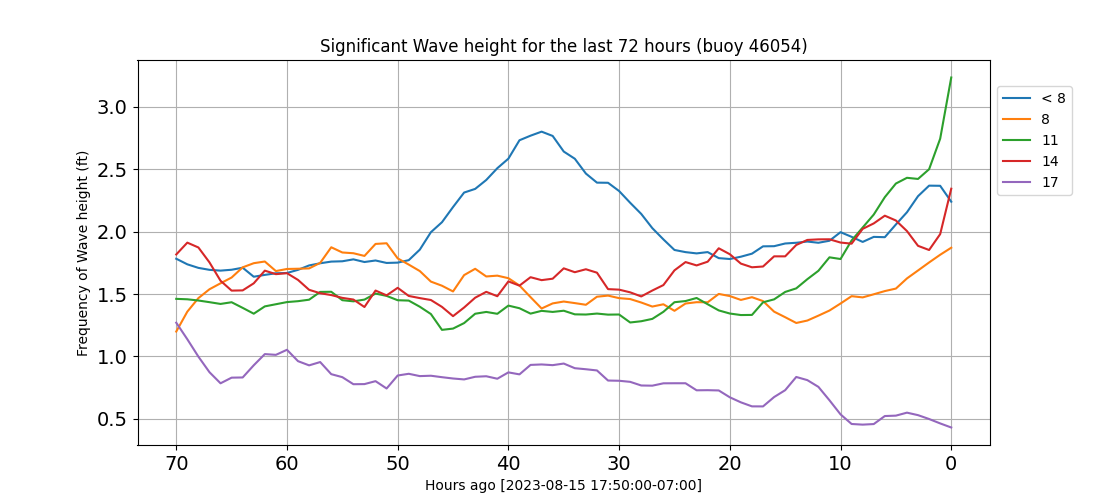 Significant Wave height for the last 72 hours (buoy 46054)
Frequency of Wave height (ft)
3.0
2.5
2.0
1.5
1.0
0.5
70 60 50 40 30 20 10 0
Hours ago [2023-08-15 17:50:00-07:00]
< 8
8
11
14
17